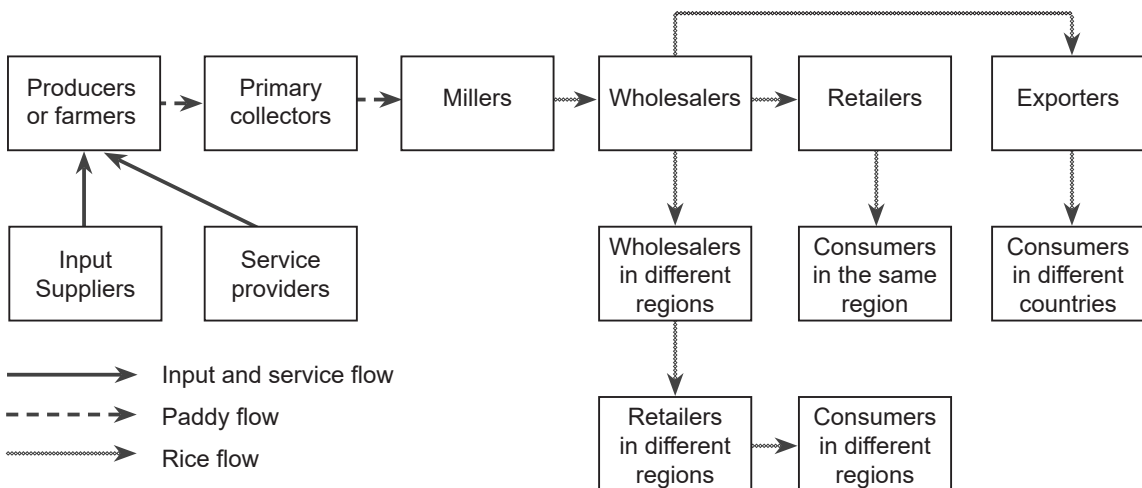 Producers
or farmers
Primary
collectors
Millers
Wholesalers
Retailers
Exporters
Input
Suppliers
Service
providers
Wholesalers
in different
regions
Consumers
in the same
region
Consumers
in different
countries
Input and service flow
Paddy flow
Rice flow
Retailers
in different
regions
Consumers
in different
regions